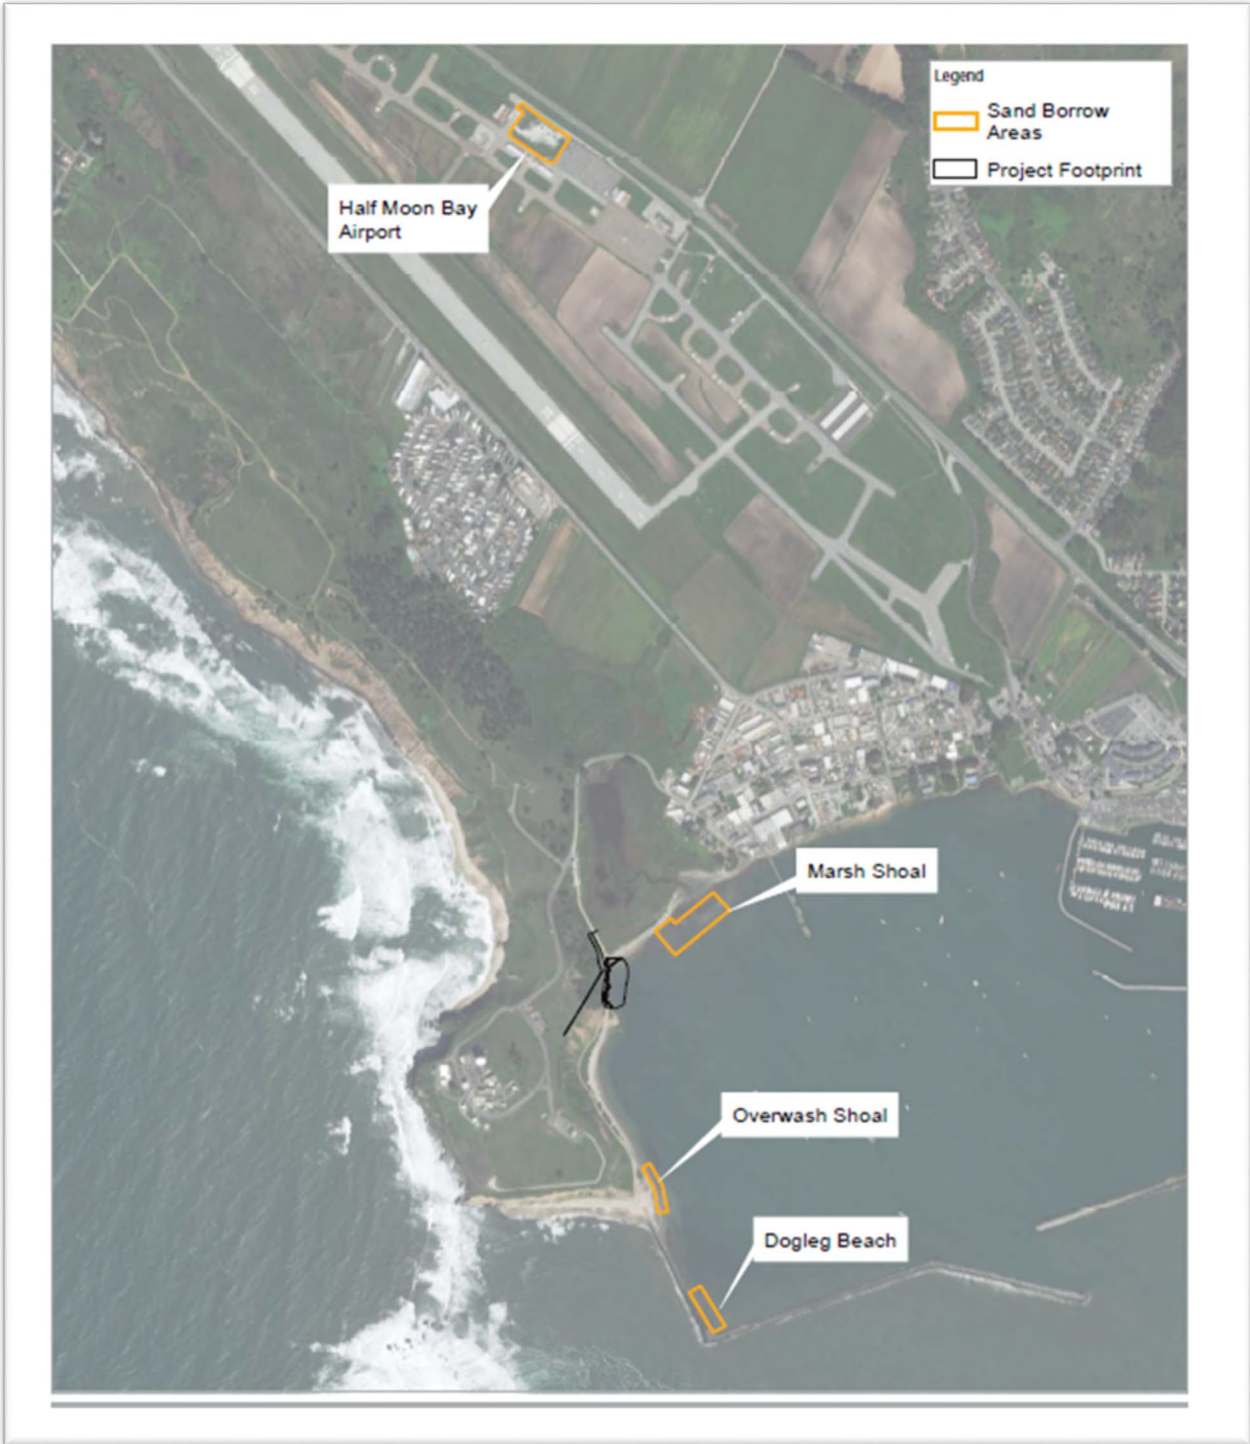 Legend
Sand Borrow
Areas
Project Footprint
Half Moon Bay
Airport
Marsh Shoal
Overwash Shoal
Dogleg Beach